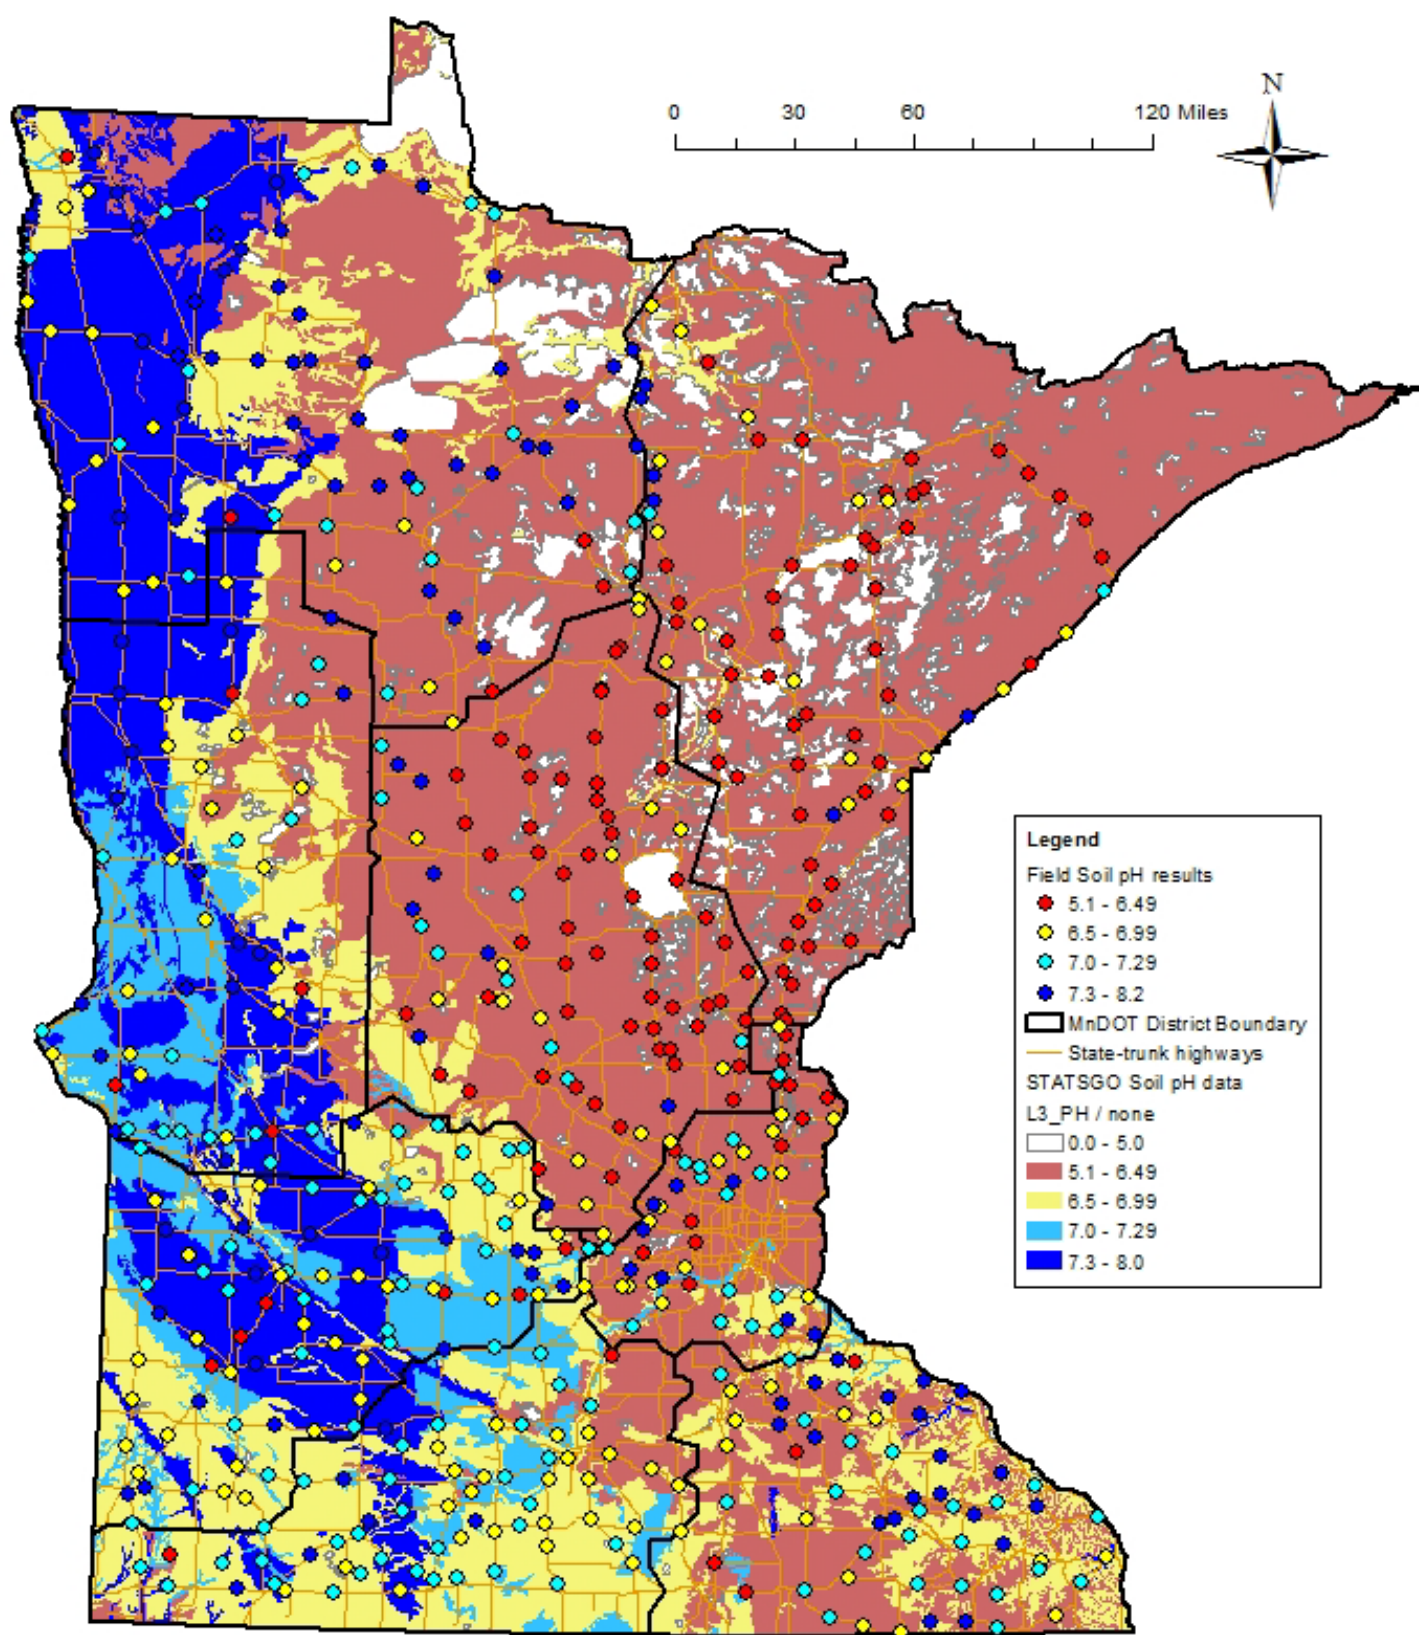 N
0 30 60 120 Miles
Legend
Field Soil pH results
5.1 - 6.49
6.5 - 6.99
7.0 - 7.29
7.3 - 8.2
MnDOT District Boundary
State-trunk highways
STATSGO Soil pH data
L3_PH / none
0.0 - 5.0
5.1 - 6.49
6.5 - 6.99
7.0 - 7.29
7.3 - 8.0